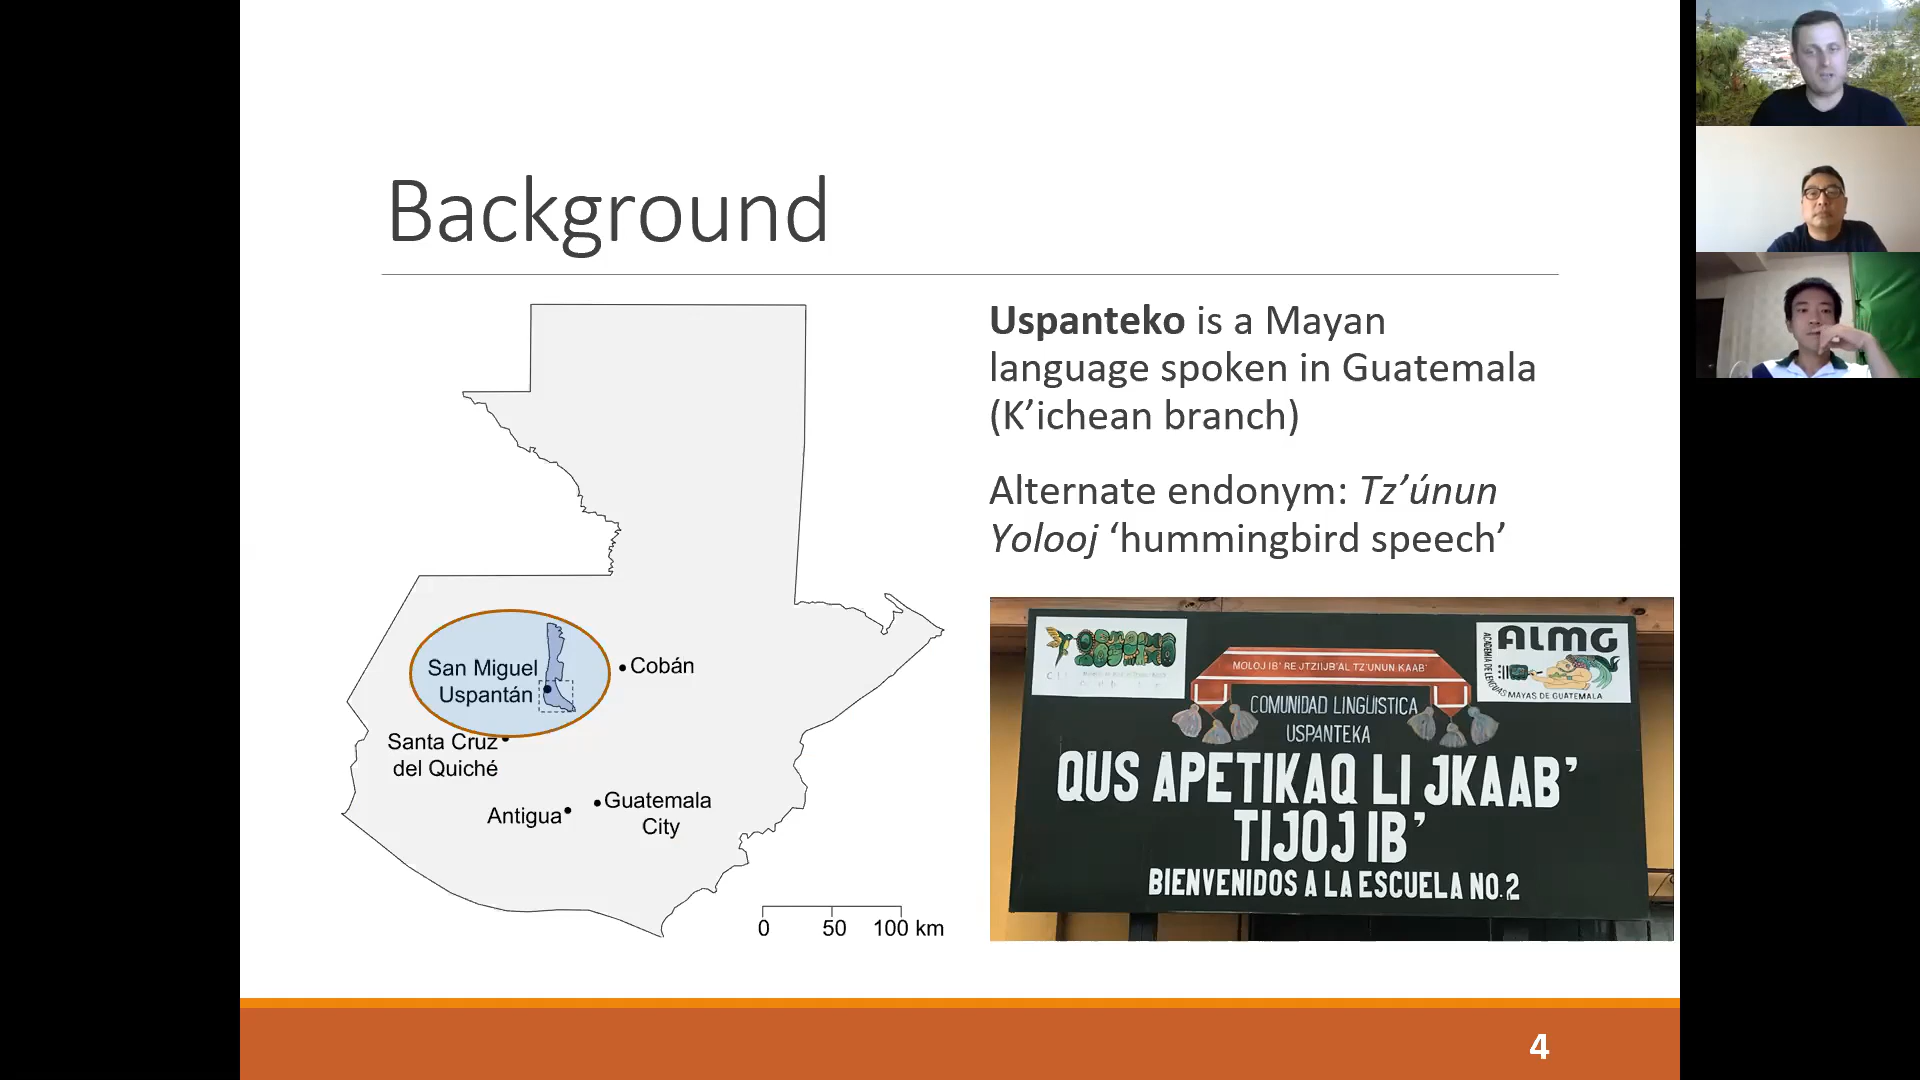 Background
Uspanteko is a Mayan
language spoken in Guatemala
(K’ichean branch)
Alternate endonym: Tz’únun
Yolooj ‘hummingbird speech’
San Miguel
Uspantán
Cobán
Santa Cruz
del Quiché
Antigua
Guatemala
City
0 50 100 km
ALMG
ACADEMIA DE LENGUAS MAYAS DE GUATEMALA
MOLOJ IB' RE JTZIIJB'AL TZ'UNUN KAAB'
COMUNIDAD LINGÜISTICA
USPANTEKA
QUS APETIKAQ LI JKAAB’
TIJOJ IB’
BIENVENIDOS A LA ESCUELA NO.2
4